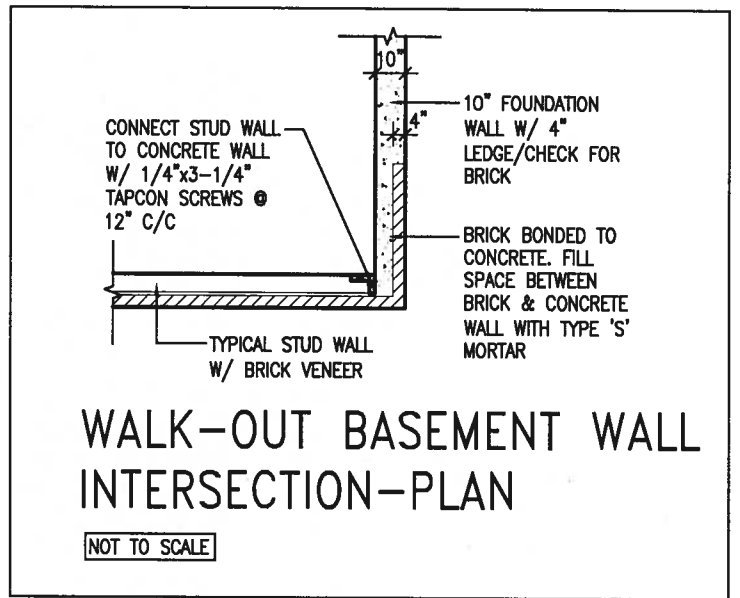 10"
4"
CONNECT STUD WALL
TO CONCRETE WALL
W/ 1/4"x3-1/4"
TAPCON SCREWS @
12" C/C
10" FOUNDATION
WALL W/ 4"
LEDGE/CHECK FOR
BRICK
BRICK BONDED TO
CONCRETE. FILL
SPACE BETWEEN
BRICK & CONCRETE
WALL WITH TYPE 'S'
MORTAR
TYPICAL STUD WALL
W/ BRICK VENEER
WALK-OUT BASEMENT WALL
INTERSECTION-PLAN
NOT TO SCALE